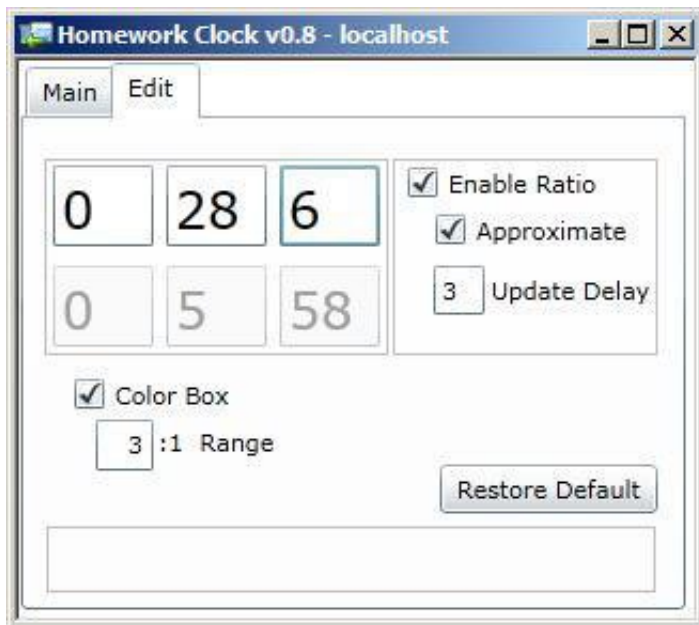 Homework Clock v0.8 - localhost
Main Edit
0 28 6
Enable Ratio
Approximate
0 5 58
3 Update Delay
Color Box
3 :1 Range
Restore Default